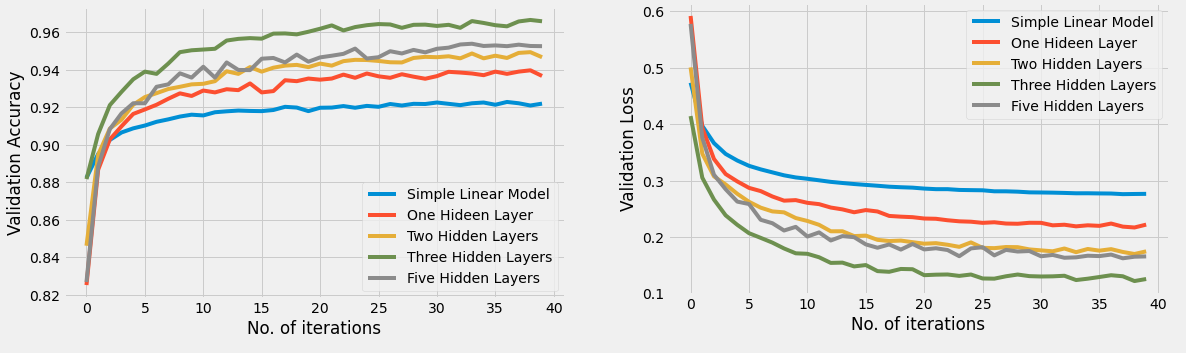 Validation Accuracy
0.96
0.94
0.92
0.90
0.88
0.86
0.84
0.82
0 5 10 15 20 25 30 35 40
No. of iterations
Simple Linear Model
One Hideen Layer
Two Hidden Layers
Three Hidden Layers
Five Hidden Layers
Validation Loss
0.6
0.5
0.4
0.3
0.2
0.1
0 5 10 15 20 25 30 35 40
No. of iterations
Simple Linear Model
One Hideen Layer
Two Hidden Layers
Three Hidden Layers
Five Hidden Layers